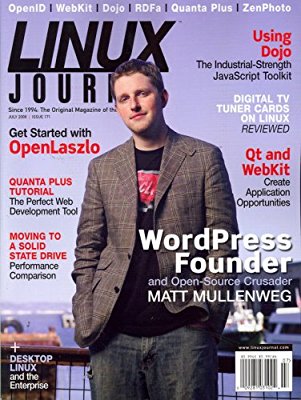 OpenID | WebKit | Dojo | RDFa | Quanta Plus | ZenPhoto
LINUX
JOURN
Since 1994: The Original Magazine of the
JULY 2008 | ISSUE 171
Using
Dojo
The Industrial-Strength
JavaScript Toolkit
DIGITAL TV
TUNER CARDS
ON LINUX
REVIEWED
Get Started with
OpenLaszlo
Qt and
WebKit
Create
Application
Opportunities
QUANTA PLUS
TUTORIAL
The Perfect Web
Development Tool
MOVING TO
A SOLID
STATE DRIVE
Performance
Comparison
WordPress
Founder
and Open-Source Crusader
MATT MULLENWEG
+
DESKTOP
LINUX
and the
Enterprise
www.linuxjournal.com